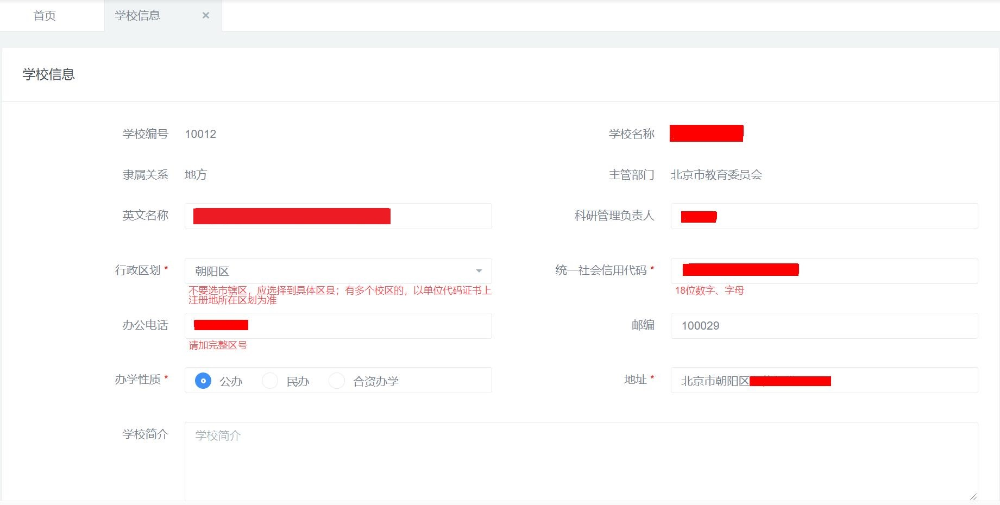 首页
学校信息 ×
学校信息
学校编号 10012 学校名称
隶属关系 地方 主管部门 北京市教育委员会
英文名称 科研管理负责人
行政区划 * 朝阳区 统一社会信用代码 *
不要选市辖区，应选择到具体区县；有多个校区的，以单位代码证书上 18位数字、字母
注册地所在区划为准
办公电话 邮编 100029
请加完整区号
办学性质 * 公办 民办 合资办学 地址 * 北京市朝阳区
学校简介 学校简介